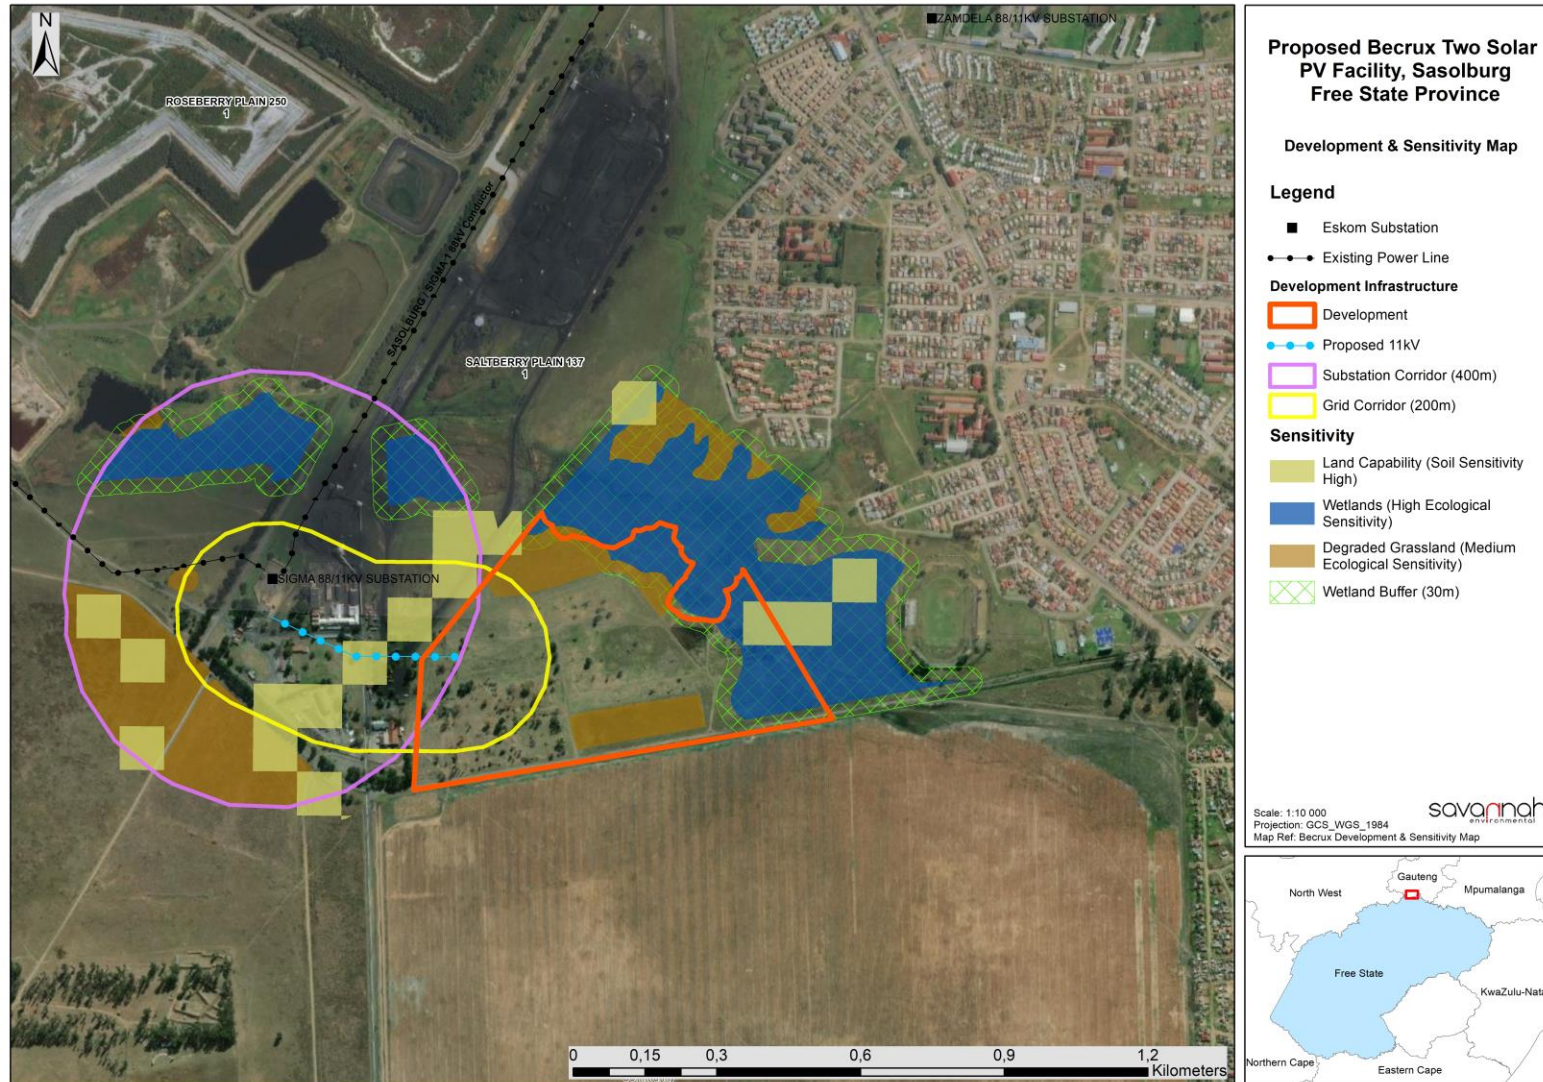 N
ZAMDELA 88/11KV SUBSTATION
ROSEBERRY PLAIN 250
1
SASOLBURG / SIGMA 1 88kV Conductor
SALTBERRY PLAIN 137
1
SIGMA 88/11KV SUBSTATION
0 0,15 0,3 0,6 0,9 1,2
Kilometers
Proposed Becrux Two Solar
PV Facility, Sasolburg
Free State Province
Development & Sensitivity Map
Legend
Eskom Substation
Existing Power Line
Development Infrastructure
Development
Proposed 11kV
Substation Corridor (400m)
Grid Corridor (200m)
Sensitivity
Land Capability (Soil Sensitivity
High)
Wetlands (High Ecological
Sensitivity)
Degraded Grassland (Medium
Ecological Sensitivity)
Wetland Buffer (30m)
Scale: 1:10 000
Projection: GCS_WGS_1984
Map Ref: Becrux Development & Sensitivity Map
savannah
environmental
Gauteng
North West
Mpumalanga
Free State
KwaZulu-Nata
Northern Cape
Eastern Cape